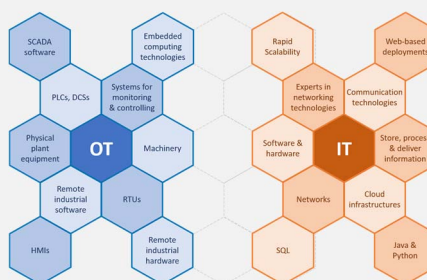 SCADA
software
Embedded
computing
technologies
PLCs, DCSs
Systems for
monitoring
& controlling
Physical
plant
equipment
OT
Machinery
Remote
industrial
software
RTUs
HMIs
Remote
industrial
hardware
Rapid
Scalability
Web-based
deployments
Experts in
networking
technologies
Communication
technologies
Software &
hardware
IT
Store, process
& deliver
information
Networks
Cloud
infrastructures
SQL
Java &
Python